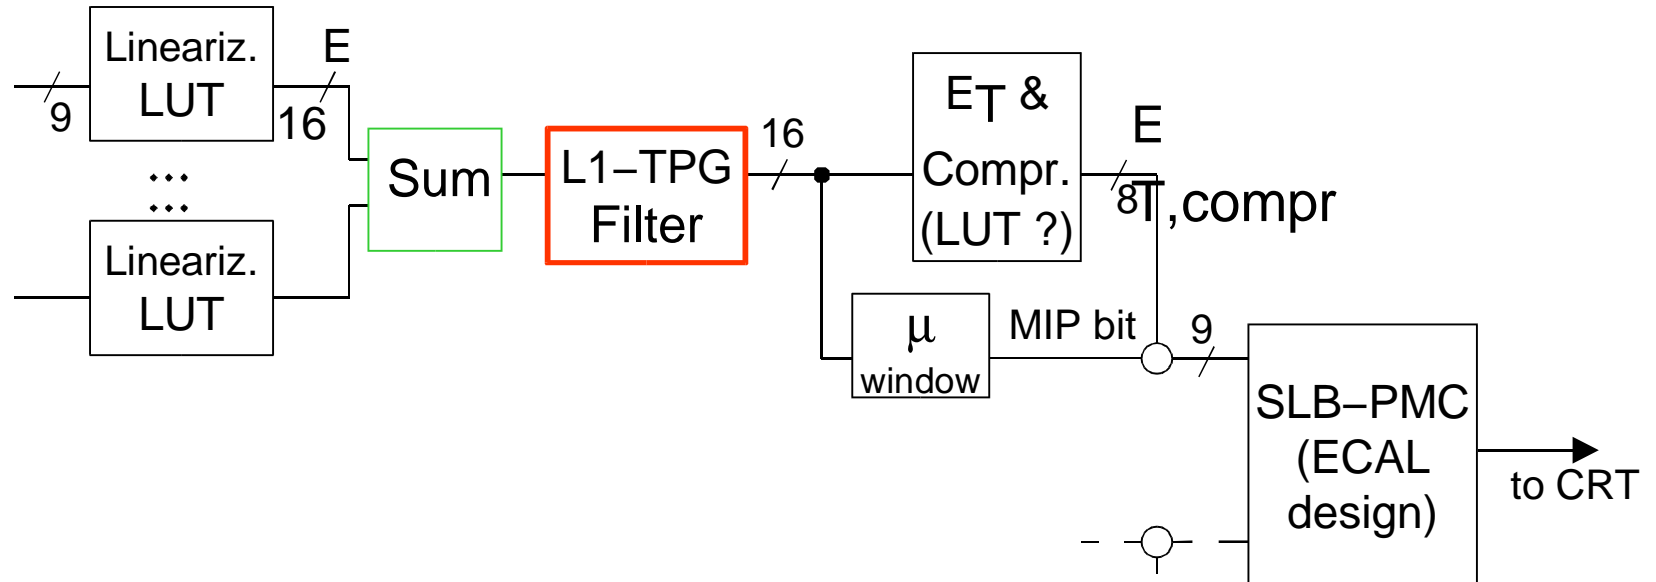 Lineariz.
LUT
9
E
16
...
...
Lineariz.
LUT
Sum
L1–TPG
Filter
16
ET &
Compr.
(LUT ?)
E
8
T,compr
μ
window
MIP bit
9
SLB–PMC
(ECAL
design)
to CRT